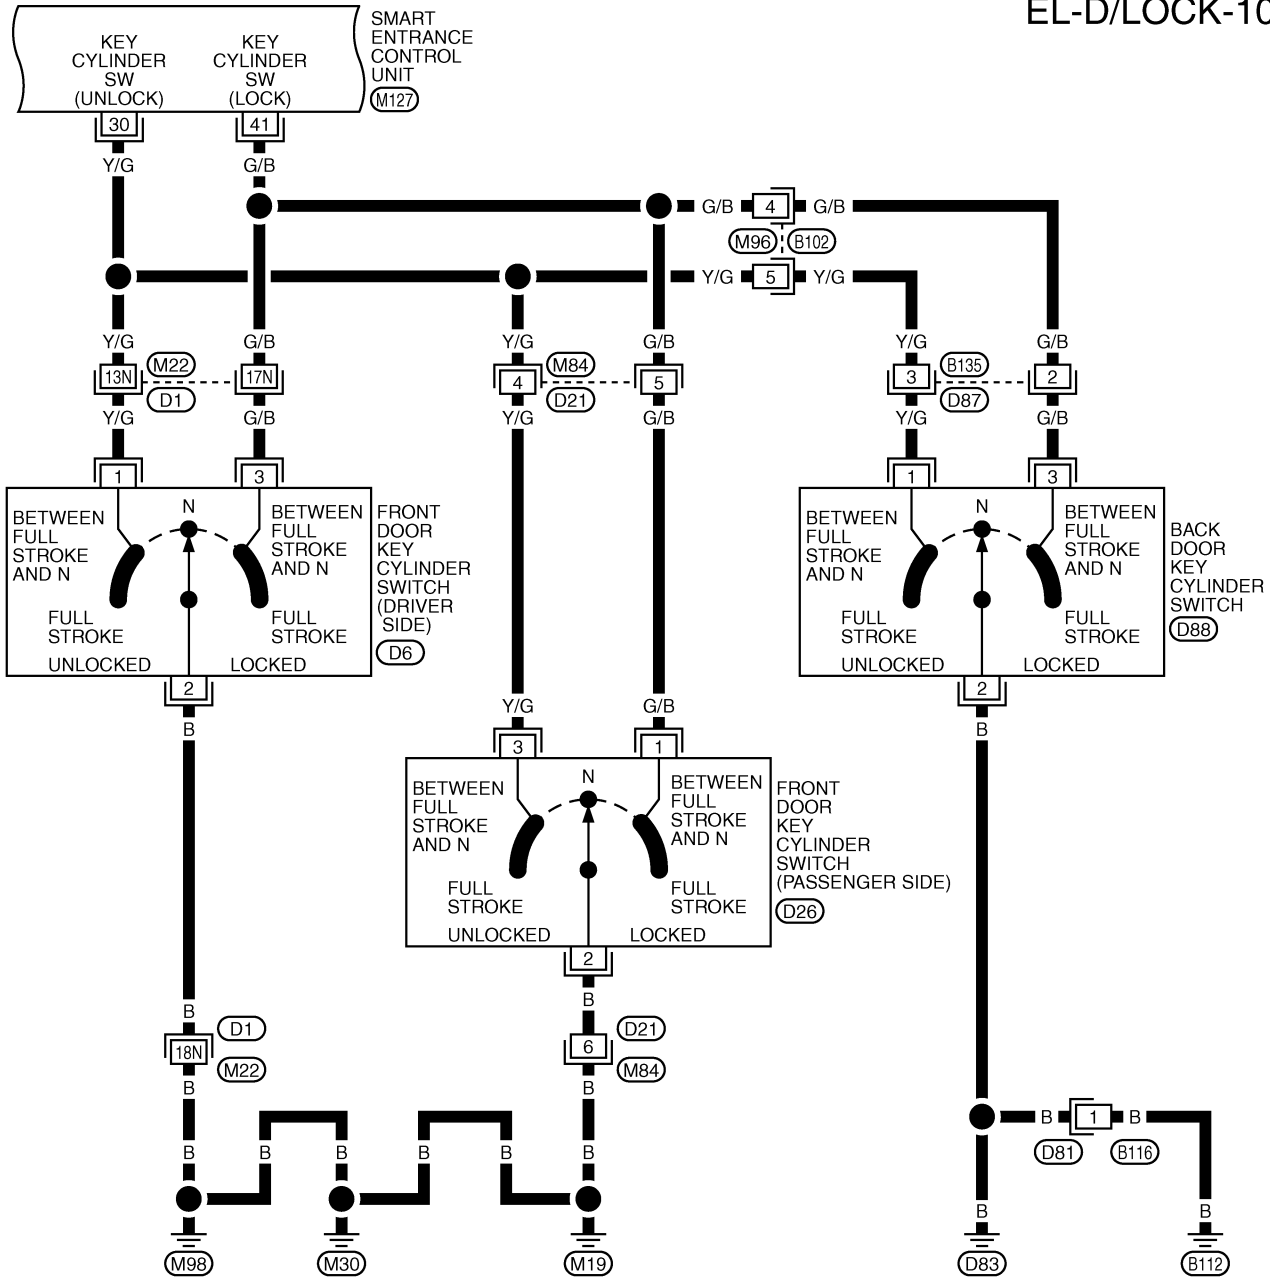 EL-D/LOCK-10
SMART
ENTRANCE
CONTROL
UNIT
M127
KEY
CYLINDER
SW
(UNLOCK)
KEY
CYLINDER
SW
(LOCK)
30
41
Y/G
G/B
G/B
4
G/B
M96
B102
Y/G
5
Y/G
Y/G
G/B
Y/G
G/B
Y/G
G/B
13N
M22
17N
D1
4
M84
5
D21
3
B135
2
D87
Y/G
G/B
Y/G
G/B
Y/G
G/B
1
3
1
3
BETWEEN
FULL
STROKE
AND N
N
BETWEEN
FULL
STROKE
AND N
FULL
STROKE
FULL
STROKE
UNLOCKED
LOCKED
FRONT
DOOR
KEY
CYLINDER
SWITCH
(DRIVER
SIDE)
D6
2
B
BETWEEN
FULL
STROKE
AND N
N
BETWEEN
FULL
STROKE
AND N
FULL
STROKE
FULL
STROKE
UNLOCKED
LOCKED
BACK
DOOR
KEY
CYLINDER
SWITCH
D88
2
B
Y/G
G/B
3
1
BETWEEN
FULL
STROKE
AND N
N
BETWEEN
FULL
STROKE
AND N
FULL
STROKE
FULL
STROKE
UNLOCKED
LOCKED
FRONT
DOOR
KEY
CYLINDER
SWITCH
(PASSENGER SIDE)
D26
2
B
B
D1
18N
M22
B
D21
6
M84
B
B
B
B
B
B
B
B
1
B
D81
B116
B
B
M98
M30
M19
D83
B112